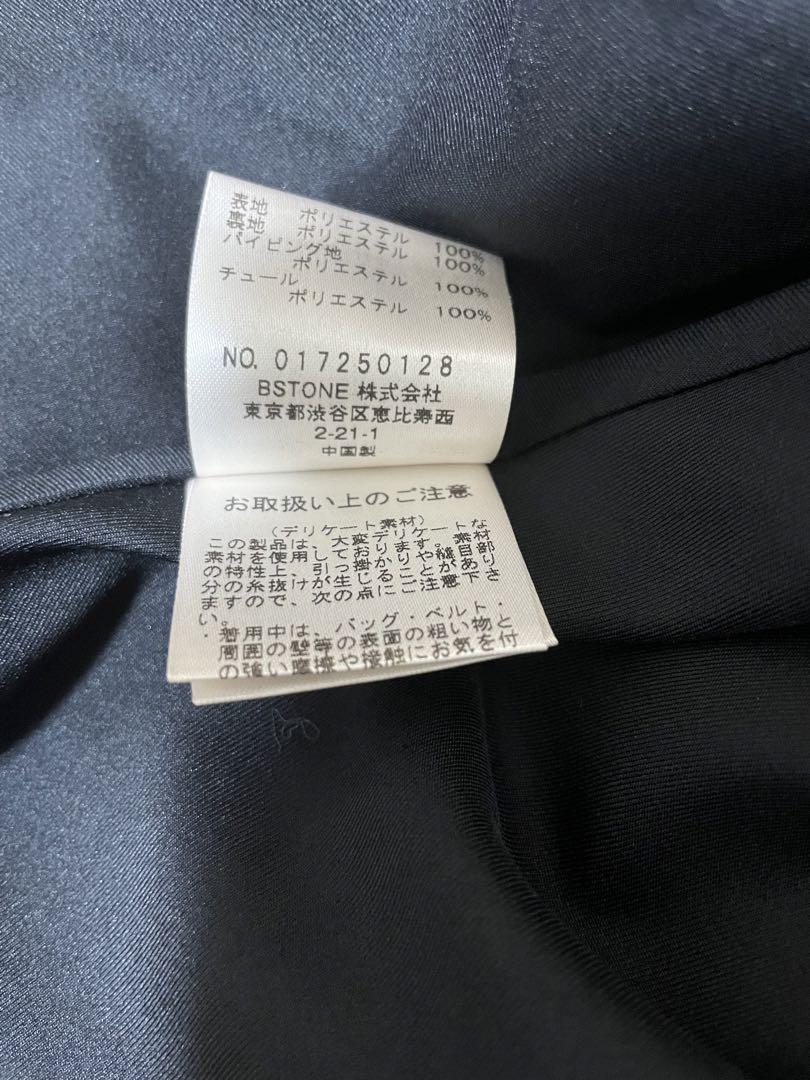 表地 ポリエステル 100%
表地 ポリエステル 100%
パイピング地
ポリエステル 100%
チュール
ポリエステル 100%
NO. 017250128
BSTONE 株式会社
東京都渋谷区恵比寿西
2-21-1
中国製
お取扱い上のご注意
(デリケート素材)
この製品は、大変デリケートな
素材を使用しております。素材
の特性上、引っ掛かりや縫目部
分の糸抜けが生じることがあり
ますので、次の点にご注意下さ
い。
・着用中は、バッグ・ベルト・
周囲の壁等の表面の粗い物と
の強い摩擦や接触にお気を付